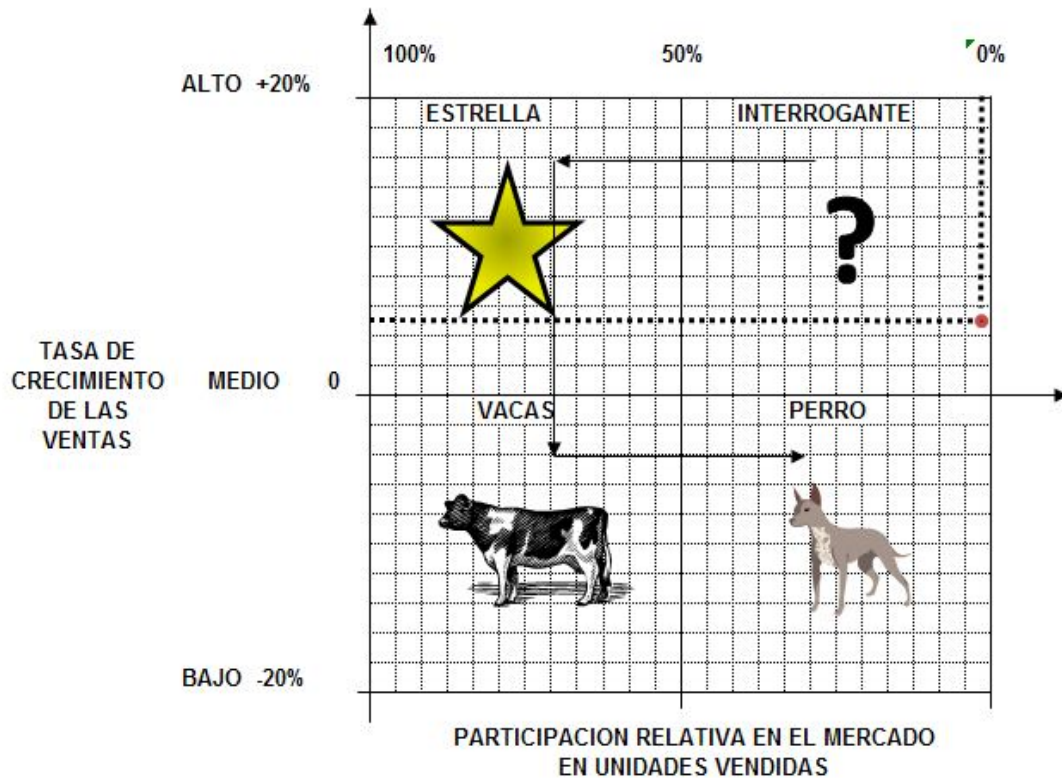 100% 50% 0%
ALTO +20%
ESTRELLA INTERROGANTE
?
TASA DE
CRECIMIENTO MEDIO 0
DE LAS
VENTAS
VACAS PERRO
BAJO -20%
PARTICIPACION RELATIVA EN EL MERCADO
EN UNIDADES VENDIDAS